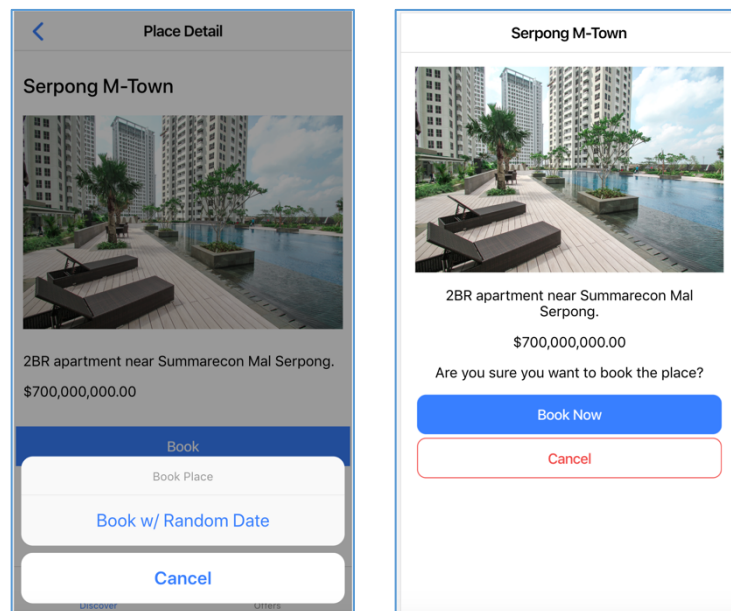 Place Detail
Serpong M-Town
2BR apartment near Summarecon Mal Serpong.
$700,000,000.00
Book
Book Place
Book w/ Random Date
Cancel
Discover
Offers
Serpong M-Town
2BR apartment near Summarecon Mal
Serpong.
$700,000,000.00
Are you sure you want to book the place?
Book Now
Cancel